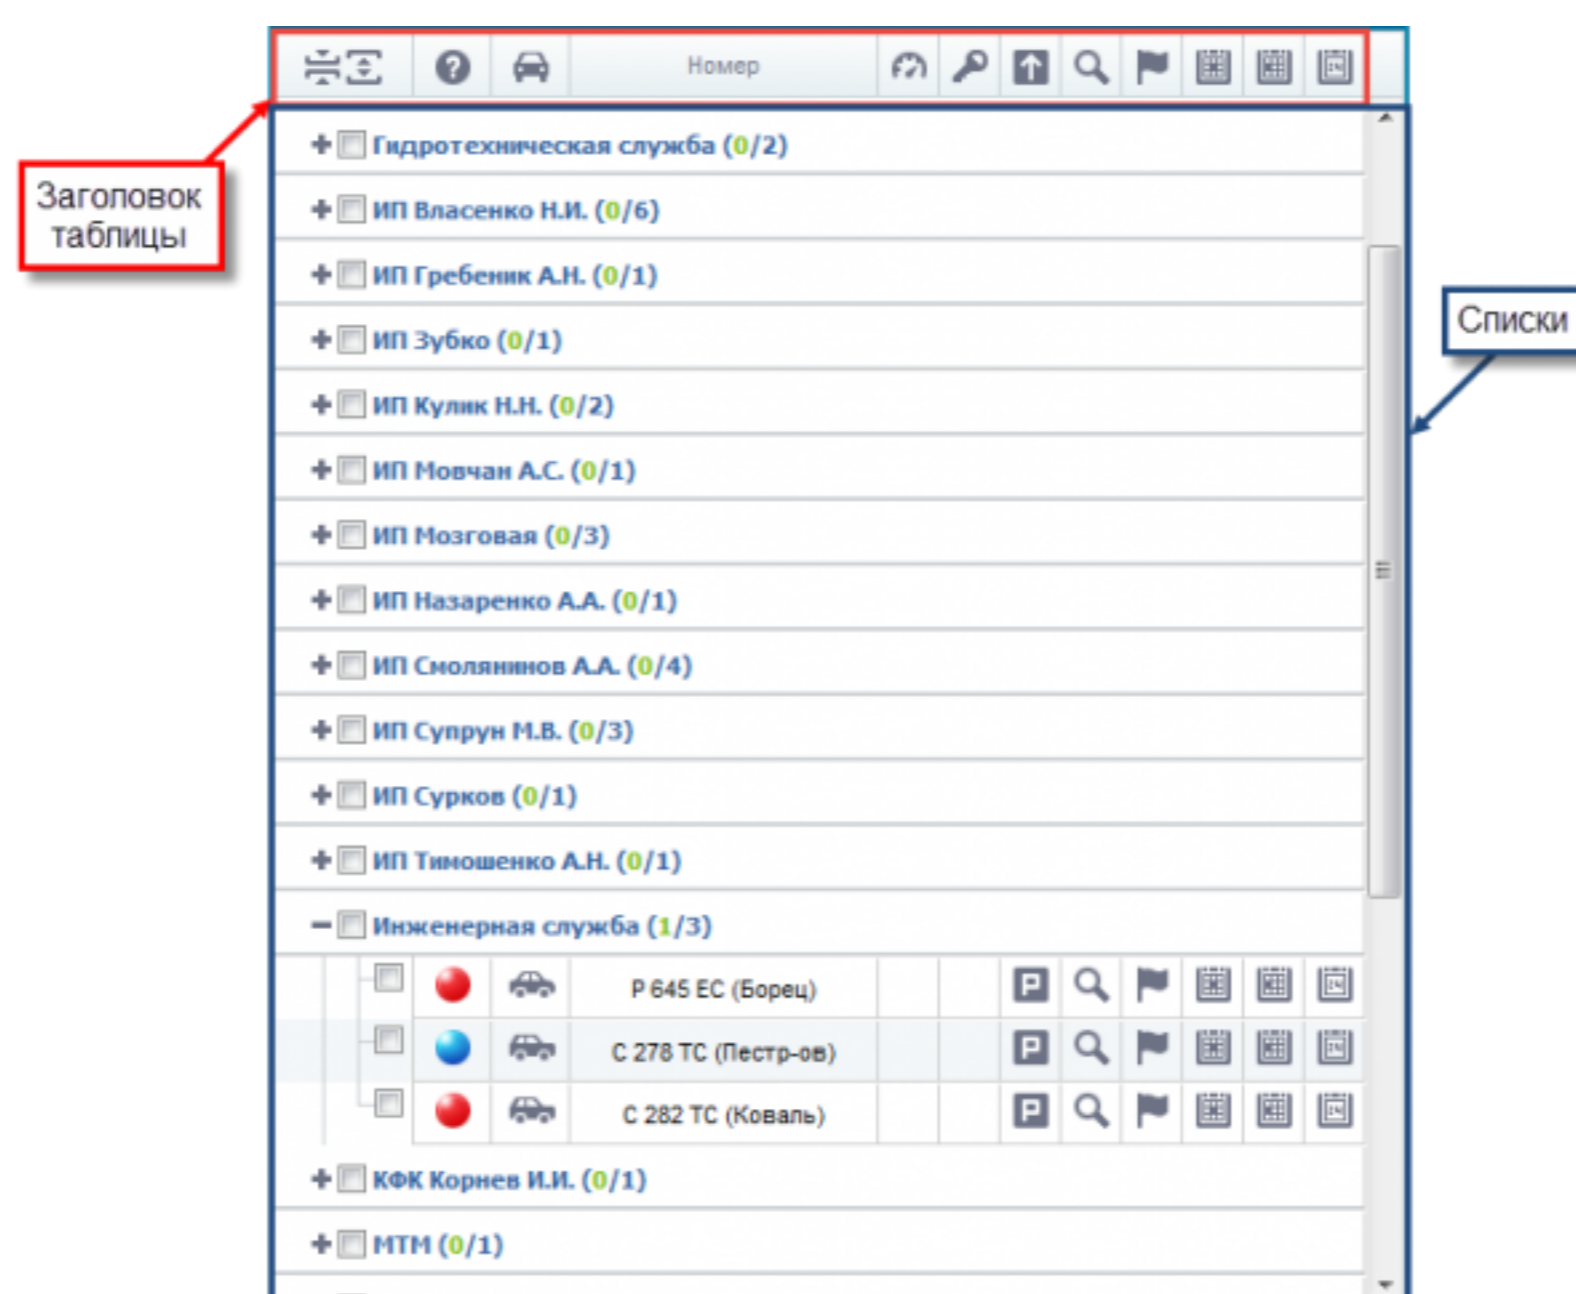 Номер
Заголовок
таблицы
Гидротехническая служба (0/2)
ИП Власенко Н.И. (0/6)
ИП Гребеник А.Н. (0/1)
Списки
ИП Зубко (0/1)
ИП Кулик Н.Н. (0/2)
ИП Мовчан А.С. (0/1)
ИП Мозговая (0/3)
ИП Назаренко А.А. (0/1)
ИП Смолянинов А.А. (0/4)
ИП Супрун М.В. (0/3)
ИП Сурков (0/1)
ИП Тимошенко А.Н. (0/1)
Инженерная служба (1/3)
Р 645 ЕС (Борец)
С 278 ТС (Пестр-ов)
С 282 ТС (Коваль)
КФК Корнев И.И. (0/1)
МТМ (0/1)